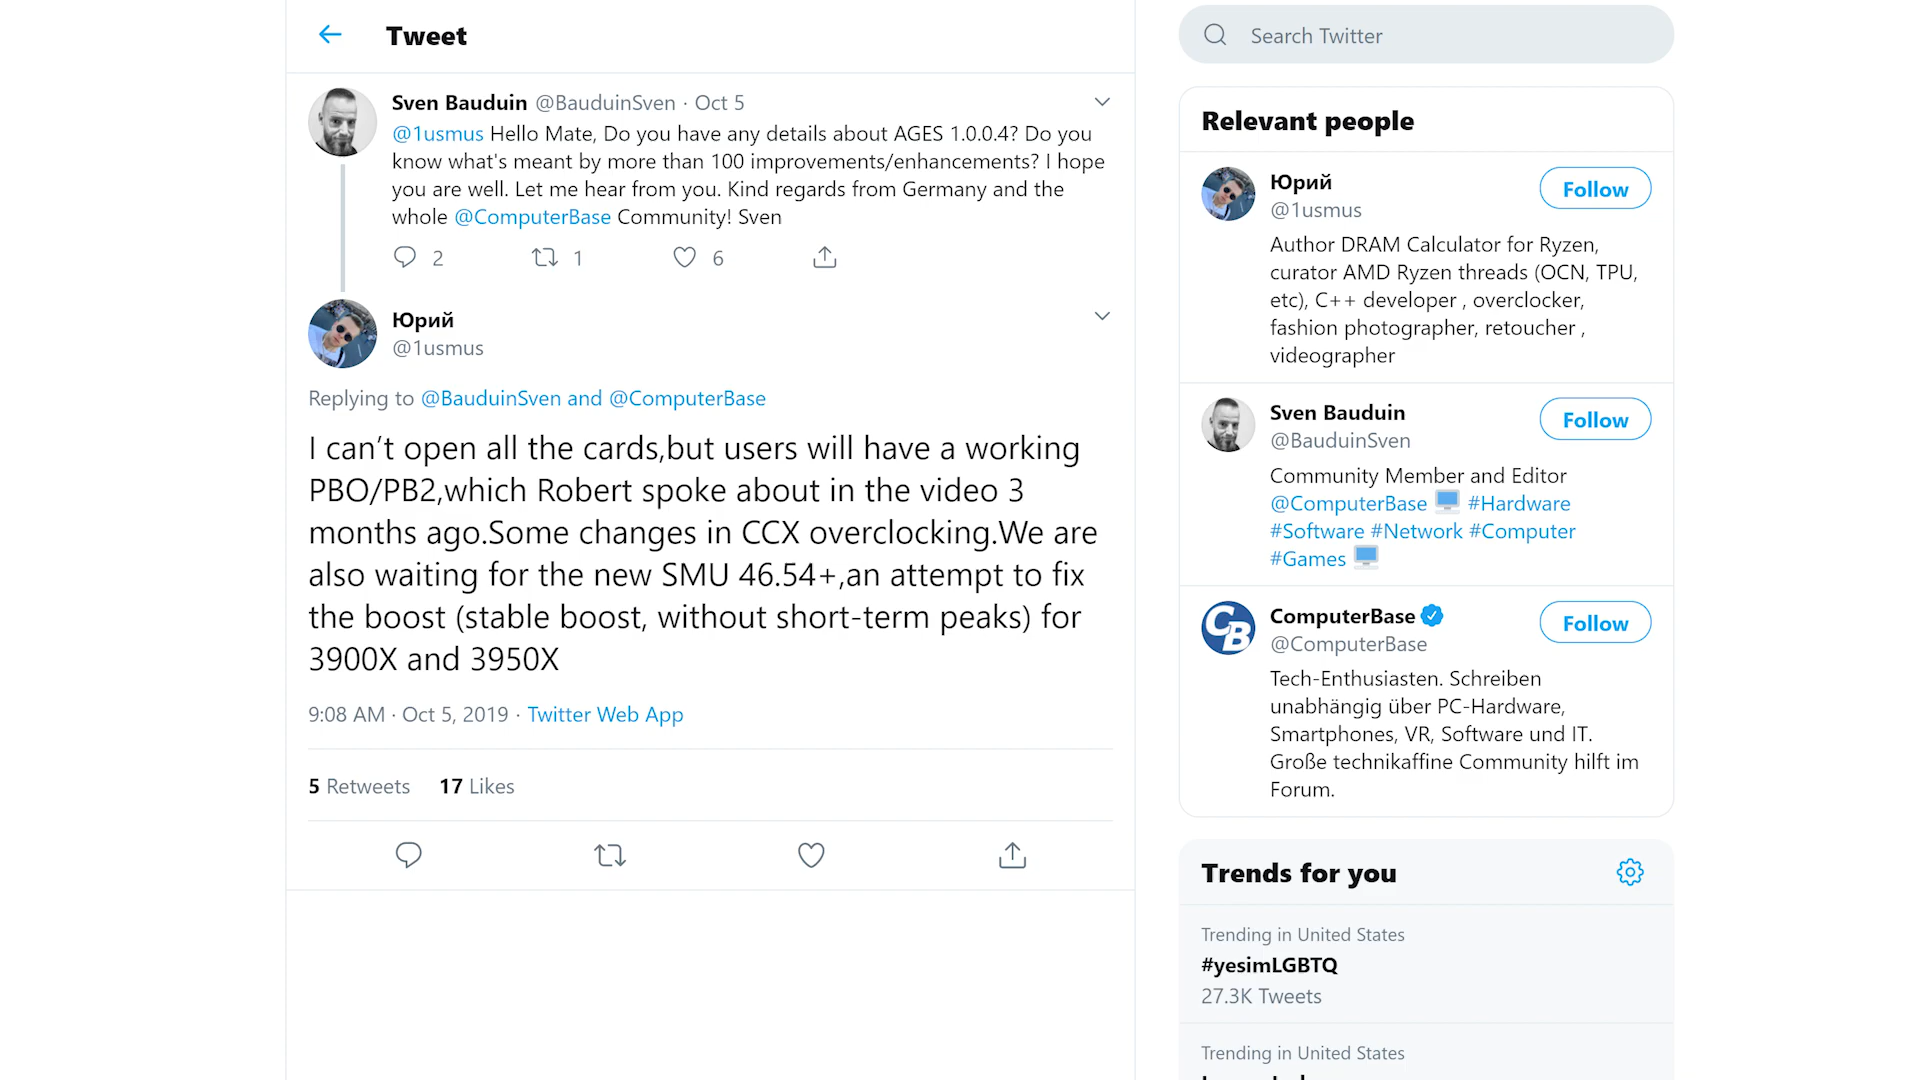 Tweet
Sven Bauduin @BauduinSven · Oct 5
@1usmus Hello Mate, Do you have any details about AGES 1.0.0.4? Do you
know what's meant by more than 100 improvements/enhancements? I hope
you are well. Let me hear from you. Kind regards from Germany and the
whole @ComputerBase Community! Sven
2 1 6
Юрий
@1usmus
Replying to @BauduinSven and @ComputerBase
I can’t open all the cards,but users will have a working
PBO/PB2,which Robert spoke about in the video 3
months ago.Some changes in CCX overclocking.We are
also waiting for the new SMU 46.54+,an attempt to fix
the boost (stable boost, without short-term peaks) for
3900X and 3950X
9:08 AM · Oct 5, 2019 · Twitter Web App
5 Retweets 17 Likes
Search Twitter
Relevant people
Юрий
@1usmus
Follow
Author DRAM Calculator for Ryzen,
curator AMD Ryzen threads (OCN, TPU,
etc), C++ developer , overclocker,
fashion photographer, retoucher ,
videographer
Sven Bauduin
@BauduinSven
Follow
Community Member and Editor
@ComputerBase 🖥️ #Hardware
#Software #Network #Computer
#Games 🖥️
CB
ComputerBase
@ComputerBase
Follow
Tech-Enthusiasten. Schreiben
unabhängig über PC-Hardware,
Smartphones, VR, Software und IT.
Große technikaffine Community hilft im
Forum.
Trends for you
Trending in United States
#yesimLGBTQ
27.3K Tweets
Trending in United States